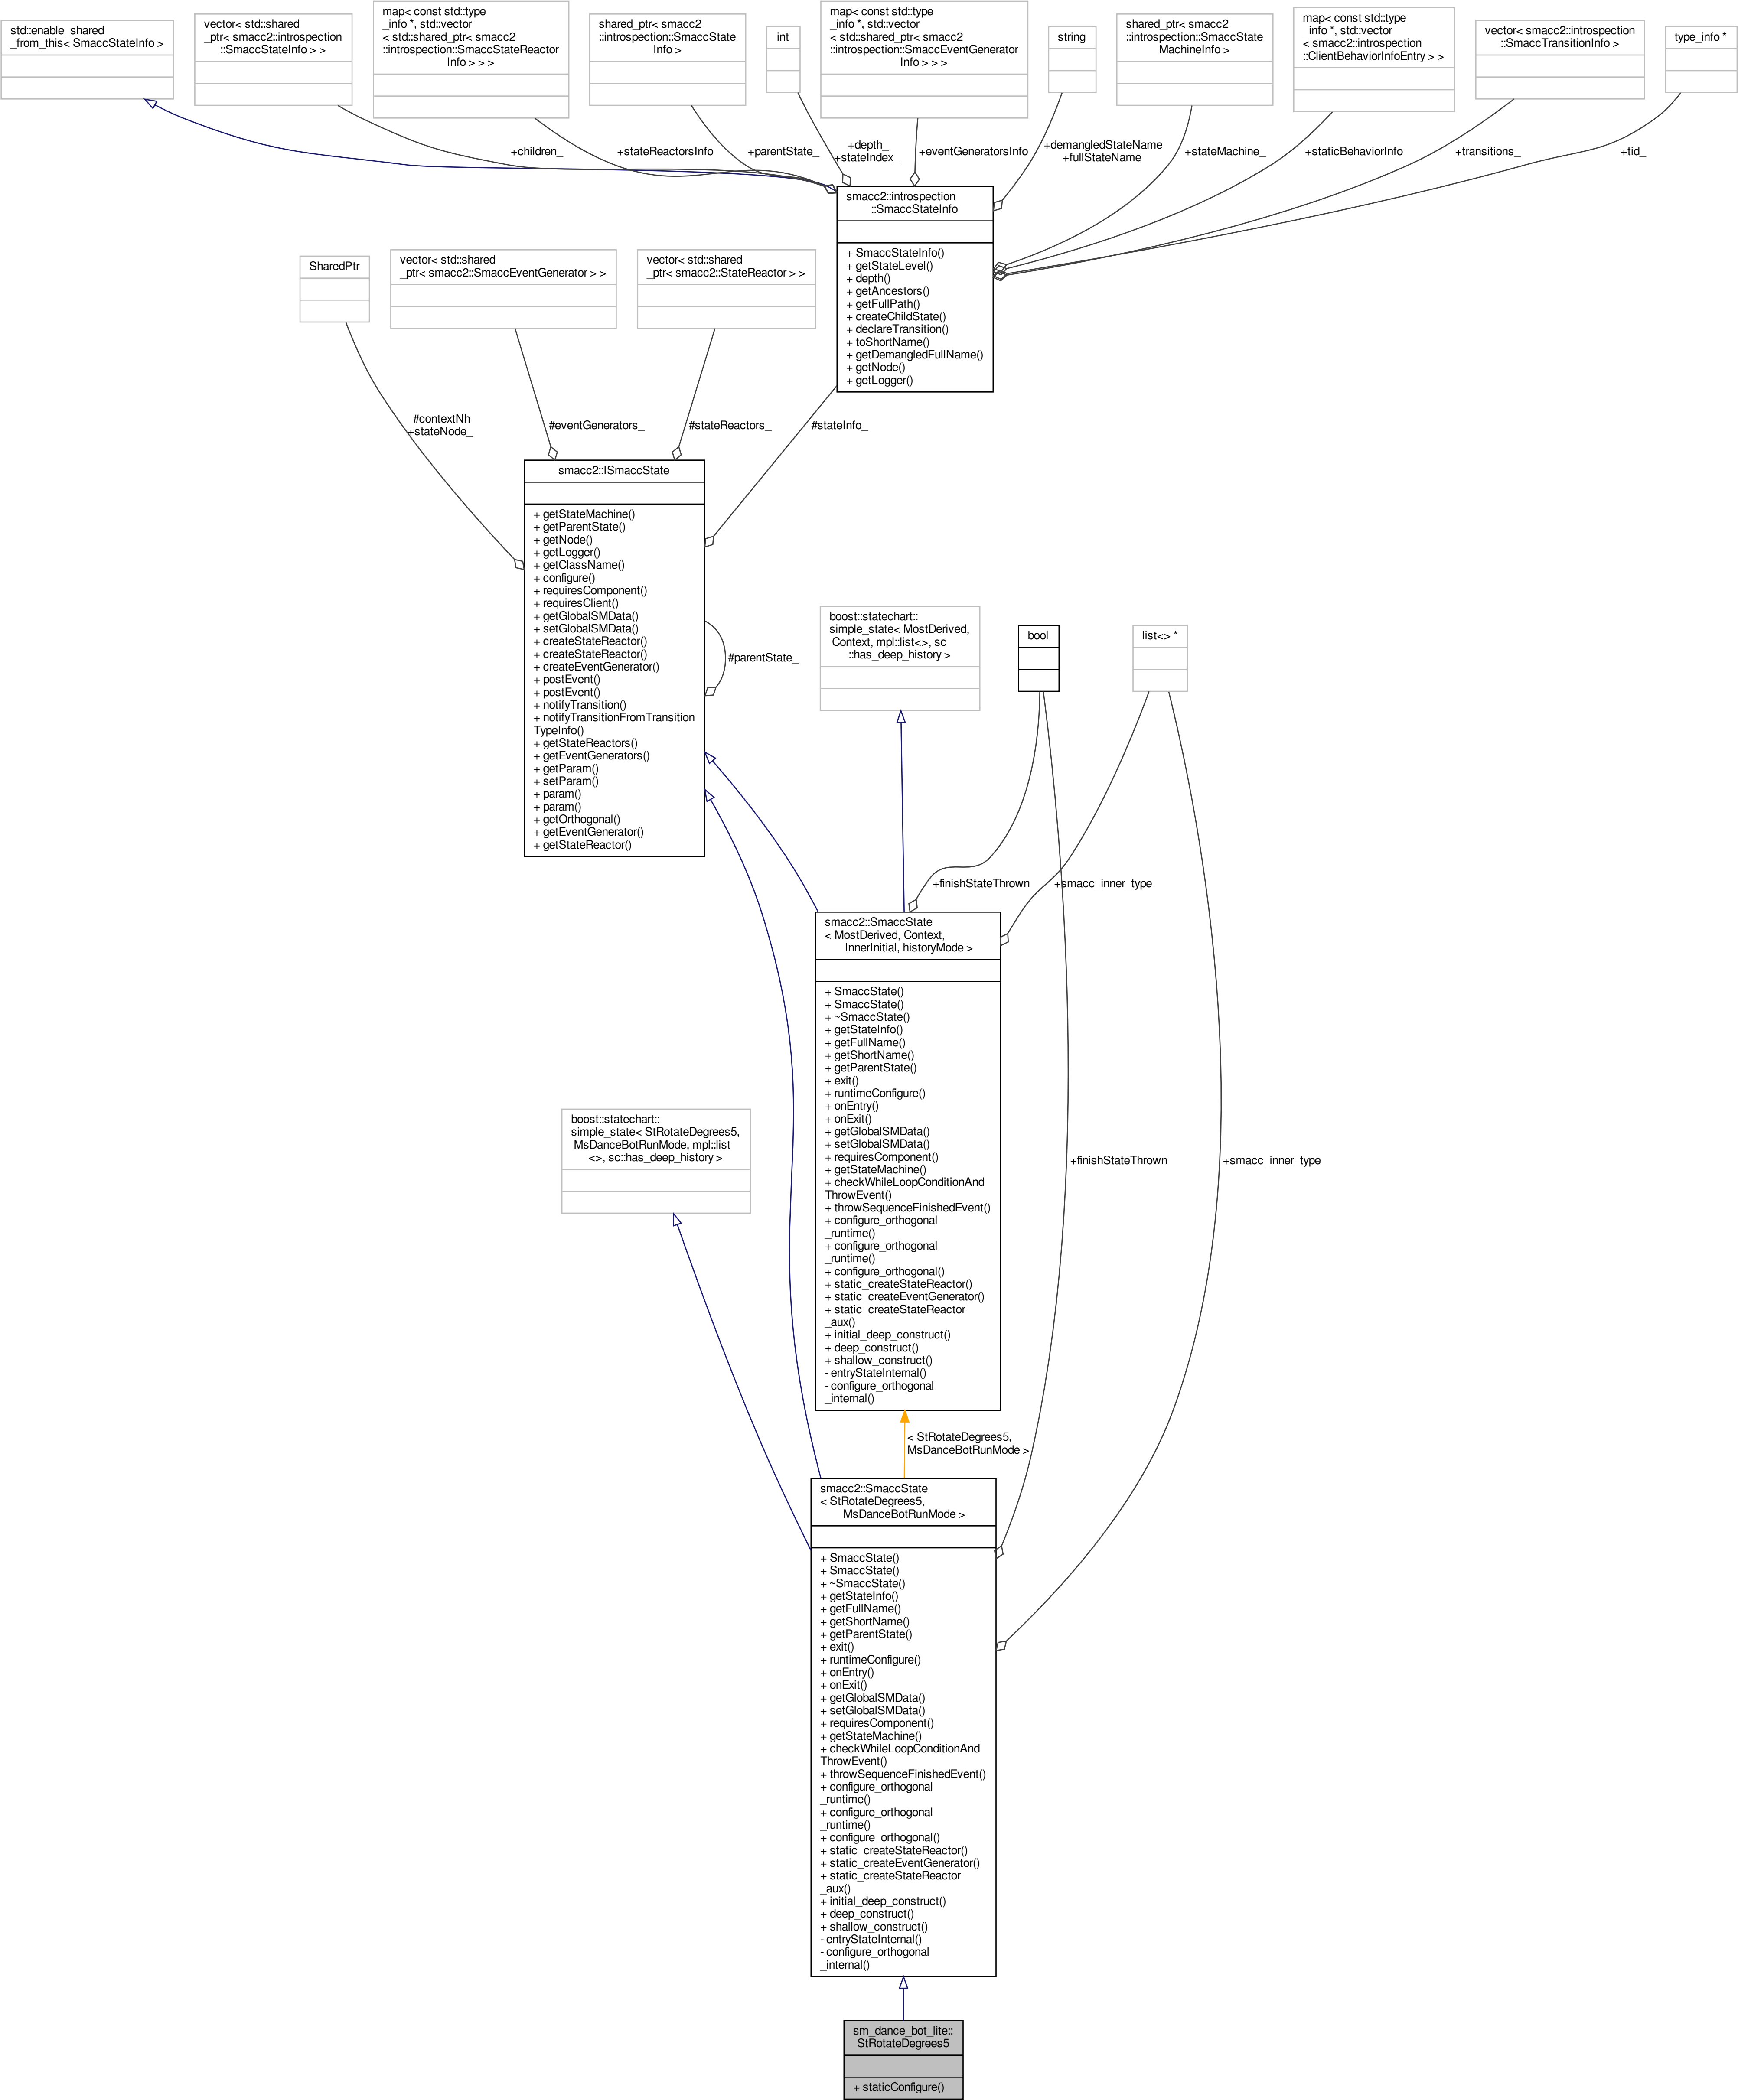 std::enable_shared
_from_this< SmaccStateInfo >
vector< std::shared
_ptr< smacc2::introspection
::SmaccStateInfo > >
map< const std::type
_info *, std::vector
< std::shared_ptr< smacc2
::introspection::SmaccStateReactor
Info > > >
shared_ptr< smacc2
::introspection::SmaccState
Info >
int
map< const std::type
_info *, std::vector
< std::shared_ptr< smacc2
::introspection::SmaccEventGenerator
Info > > >
string
shared_ptr< smacc2
::introspection::SmaccState
MachineInfo >
map< const std::type
_info *, std::vector
< smacc2::introspection
::ClientBehaviorInfoEntry > >
vector< smacc2::introspection
::SmaccTransitionInfo >
type_info *
+children_
+stateReactorsInfo
+parentState_
+depth_
+stateIndex_
+eventGeneratorsInfo
+demangledStateName
+fullStateName
+stateMachine_
+staticBehaviorInfo
+transitions_
+tid_
smacc2::introspection
::SmaccStateInfo
+ SmaccStateInfo()
+ getStateLevel()
+ depth()
+ getAncestors()
+ getFullPath()
+ createChildState()
+ declareTransition()
+ toShortName()
+ getDemangledFullName()
+ getNode()
+ getLogger()
SharedPtr
vector< std::shared
_ptr< smacc2::SmaccEventGenerator > >
vector< std::shared
_ptr< smacc2::StateReactor > >
#contextNh
+stateNode_
#eventGenerators_
#stateReactors_
#stateInfo_
smacc2::ISmaccState
+ getStateMachine()
+ getParentState()
+ getNode()
+ getLogger()
+ getClassName()
+ configure()
+ requiresComponent()
+ requiresClient()
+ getGlobalSMData()
+ setGlobalSMData()
+ createStateReactor()
+ createStateReactor()
+ createEventGenerator()
+ postEvent()
+ postEvent()
+ notifyTransition()
+ notifyTransitionFromTransition
TypeInfo()
+ getStateReactors()
+ getEventGenerators()
+ getParam()
+ setParam()
+ param()
+ param()
+ getOrthogonal()
+ getEventGenerator()
+ getStateReactor()
#parentState_
boost::statechart::
simple_state< MostDerived,
Context, mpl::list<>, sc
::has_deep_history >
bool
list<> *
+finishStateThrown
+smacc_inner_type
smacc2::SmaccState
< MostDerived, Context,
InnerInitial, historyMode >
+ SmaccState()
+ SmaccState()
+ ~SmaccState()
+ getStateInfo()
+ getFullName()
+ getShortName()
+ getParentState()
+ exit()
+ runtimeConfigure()
+ onEntry()
+ onExit()
+ getGlobalSMData()
+ setGlobalSMData()
+ requiresComponent()
+ getStateMachine()
+ checkWhileLoopConditionAnd
ThrowEvent()
+ throwSequenceFinishedEvent()
+ configure_orthogonal
_runtime()
+ configure_orthogonal
_runtime()
+ configure_orthogonal()
+ static_createStateReactor()
+ static_createEventGenerator()
+ static_createStateReactor
_aux()
+ initial_deep_construct()
+ deep_construct()
+ shallow_construct()
- entryStateInternal()
- configure_orthogonal
_internal()
boost::statechart::
simple_state< StRotateDegrees5,
MsDanceBotRunMode, mpl::list
<>, sc::has_deep_history >
+finishStateThrown
+smacc_inner_type
< StRotateDegrees5,
MsDanceBotRunMode >
smacc2::SmaccState
< StRotateDegrees5,
MsDanceBotRunMode >
+ SmaccState()
+ SmaccState()
+ ~SmaccState()
+ getStateInfo()
+ getFullName()
+ getShortName()
+ getParentState()
+ exit()
+ runtimeConfigure()
+ onEntry()
+ onExit()
+ getGlobalSMData()
+ setGlobalSMData()
+ requiresComponent()
+ getStateMachine()
+ checkWhileLoopConditionAnd
ThrowEvent()
+ throwSequenceFinishedEvent()
+ configure_orthogonal
_runtime()
+ configure_orthogonal
_runtime()
+ configure_orthogonal()
+ static_createStateReactor()
+ static_createEventGenerator()
+ static_createStateReactor
_aux()
+ initial_deep_construct()
+ deep_construct()
+ shallow_construct()
- entryStateInternal()
- configure_orthogonal
_internal()
sm_dance_bot_lite::
StRotateDegrees5
+ staticConfigure()